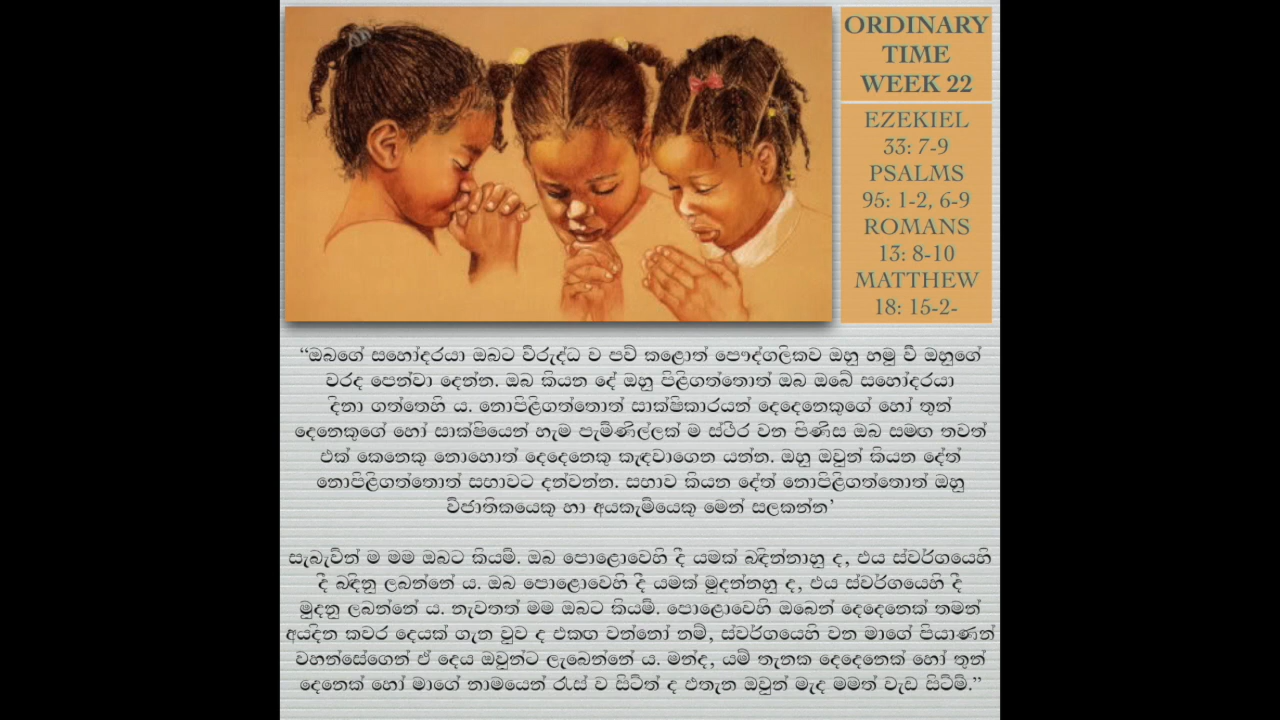 ORDINARY
TIME
WEEK 22
EZEKIEL
33: 7-9
PSALMS
95: 1-2, 6-9
ROMANS
13: 8-10
MATTHEW
18: 15-2-
“ඔබගේ සහෝදරයා ඔබට විරුද්ධ ව පව් කළොත් පෞද්ගලිකව ඔහු හමු වී ඔහුගේ
වරද පෙන්වා දෙන්න. ඔබ කියන දේ ඔහු පිළිගත්තොත් ඔබ ඔබේ සහෝදරයා
දිනා ගත්තෙහි ය. නොපිළිගත්තොත් සාක්ෂිකාරයන් දෙදෙනෙකුගේ හෝ තුන්
දෙනෙකුගේ හෝ සාක්ෂියෙන් හැම පැමිණිල්ලක් ම ස්ථිර වන පිණිස ඔබ සමඟ තවත්
එක් කෙනෙකු නොහොත් දෙදෙනෙකු කැඳවාගෙන යන්න. ඔහු ඔවුන් කියන දේත්
නොපිළිගත්තොත් සභාවට දන්වන්න. සභාව කියන දේත් නොපිළිගත්තොත් ඔහු
විජාතිකයෙකු හා අයකැමියෙකු මෙන් සලකන්න’
සැබැවින් ම මම ඔබට කියමි. ඔබ පොළොවෙහි දී යමක් බඳින්නාහු ද, එය ස්වර්ගයෙහි
දී බඳිනු ලබන්නේ ය. ඔබ පොළොවෙහි දී යමක් මුදන්නහු ද, එය ස්වර්ගයෙහි දී
මුදනු ලබන්නේ ය. නැවතත් මම ඔබට කියමි. පොළොවෙහි ඔබෙන් දෙදෙනෙක් තමන්
අයදින කවර දෙයක් ගැන වුව ද එකඟ වන්නෝ නම්, ස්වර්ගයෙහි වන මාගේ පියාණන්
වහන්සේගෙන් ඒ දෙය ඔවුන්ට ලැබෙන්නේ ය. මන්ද, යම් තැනක දෙදෙනෙක් හෝ තුන්
දෙනෙක් හෝ මාගේ නාමයෙන් රැස් ව සිටිත් ද එතැන ඔවුන් මැද මමත් වැඩ සිටිමි.”